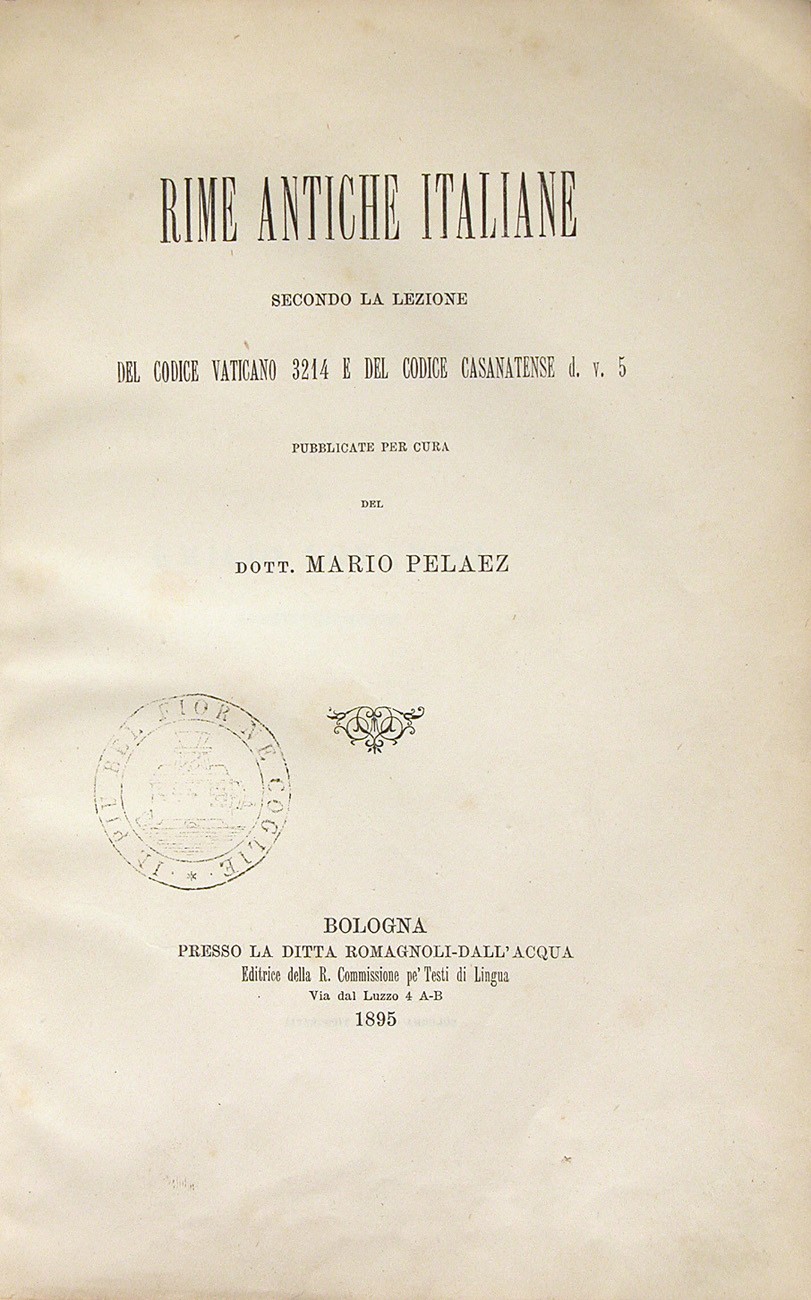 RIME ANTICHE ITALIANE
SECONDO LA LEZIONE
DEL CODICE VATICANO 3214 E DEL CODICE CASANATENSE d. v. 5
PUBBLICATE PER CURA
DEL
DOTT. MARIO PELAEZ
IL PIÙ BEL FIOR NE COGLIE *
BOLOGNA
PRESSO LA DITTA ROMAGNOLI-DALL'ACQUA
Editrice della R. Commissione pe' Testi di Lingua
Via dal Luzzo 4 A-B
1895